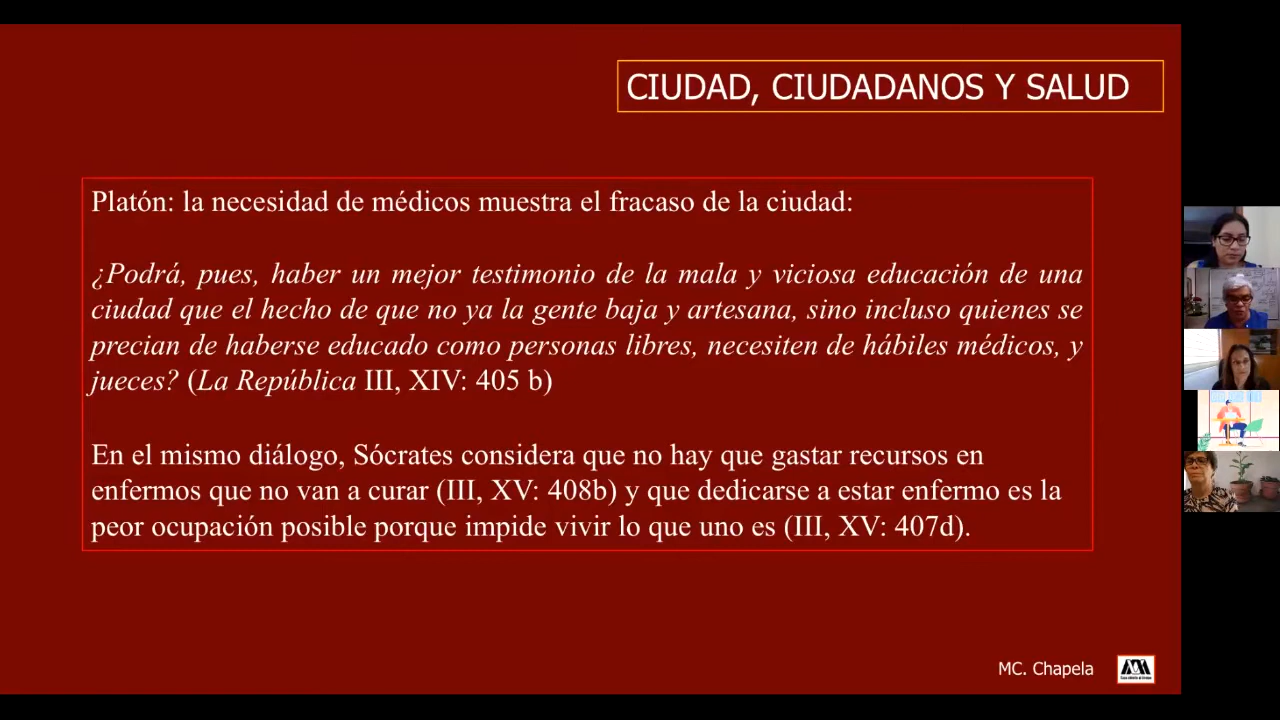 CIUDAD, CIUDADANOS Y SALUD
Platón: la necesidad de médicos muestra el fracaso de la ciudad:
¿Podrá, pues, haber un mejor testimonio de la mala y viciosa educación de una
ciudad que el hecho de que no ya la gente baja y artesana, sino incluso quienes se
precian de haberse educado como personas libres, necesiten de hábiles médicos, y
jueces? (La República III, XIV: 405 b)
En el mismo diálogo, Sócrates considera que no hay que gastar recursos en
enfermos que no van a curar (III, XV: 408b) y que dedicarse a estar enfermo es la
peor ocupación posible porque impide vivir lo que uno es (III, XV: 407d).
MC. Chapela